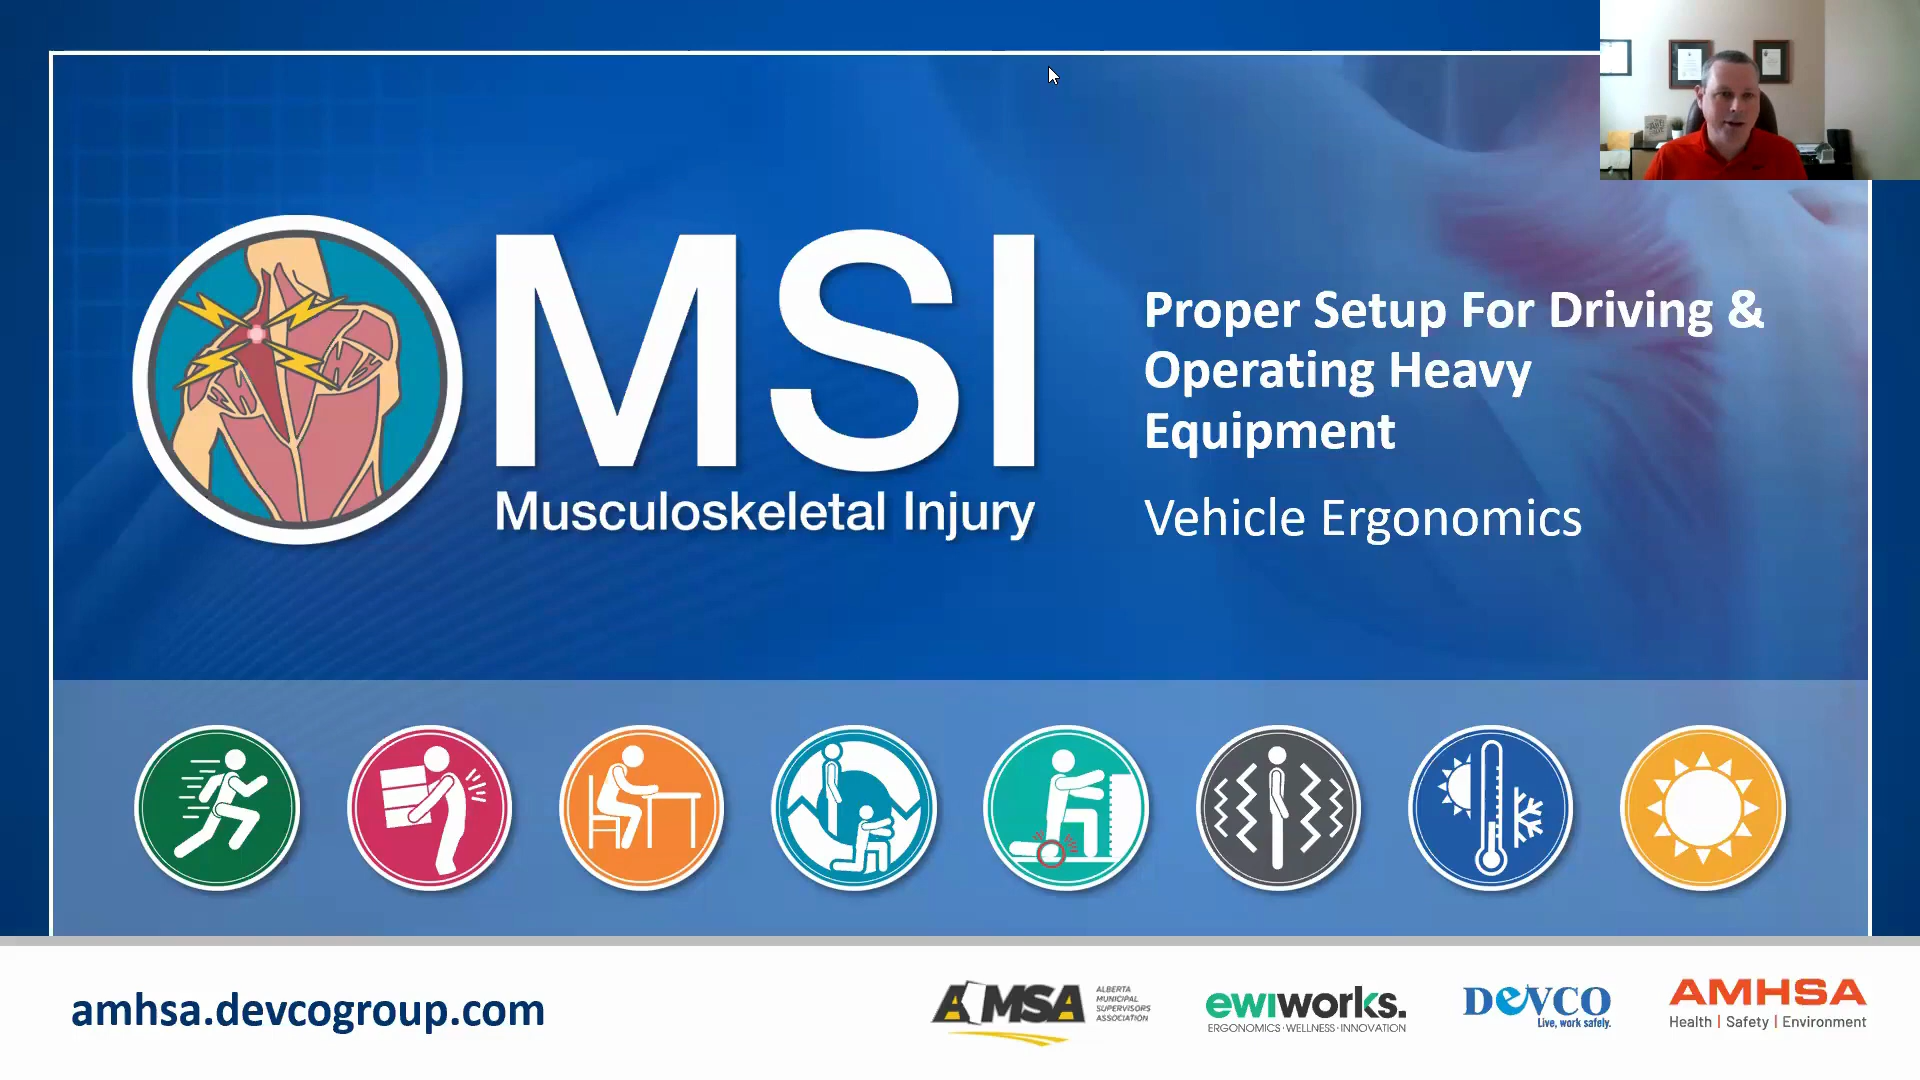 MSI
Musculoskeletal Injury
Proper Setup For Driving &
Operating Heavy
Equipment
Vehicle Ergonomics
amhsa.devcogroup.com
AMSA
ALBERTA
MUNICIPAL
SUPERVISORS
ASSOCIATION
ewiworks.
ERGONOMICS·WELLNESS·INNOVATION
DEVCO
Live, work safely.
AMHSA
Health | Safety | Environment